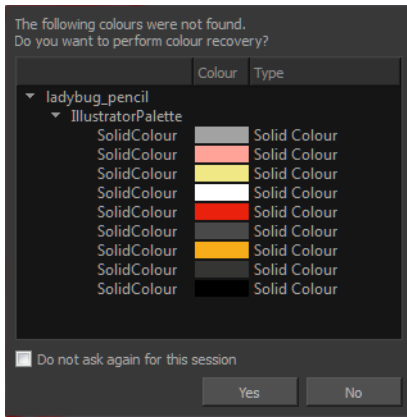 The following colours were not found.
Do you want to perform colour recovery?
Colour Type
ladybug_pencil
IllustratorPalette
SolidColour Solid Colour
SolidColour Solid Colour
SolidColour Solid Colour
SolidColour Solid Colour
SolidColour Solid Colour
SolidColour Solid Colour
SolidColour Solid Colour
SolidColour Solid Colour
SolidColour Solid Colour
Do not ask again for this session
Yes No